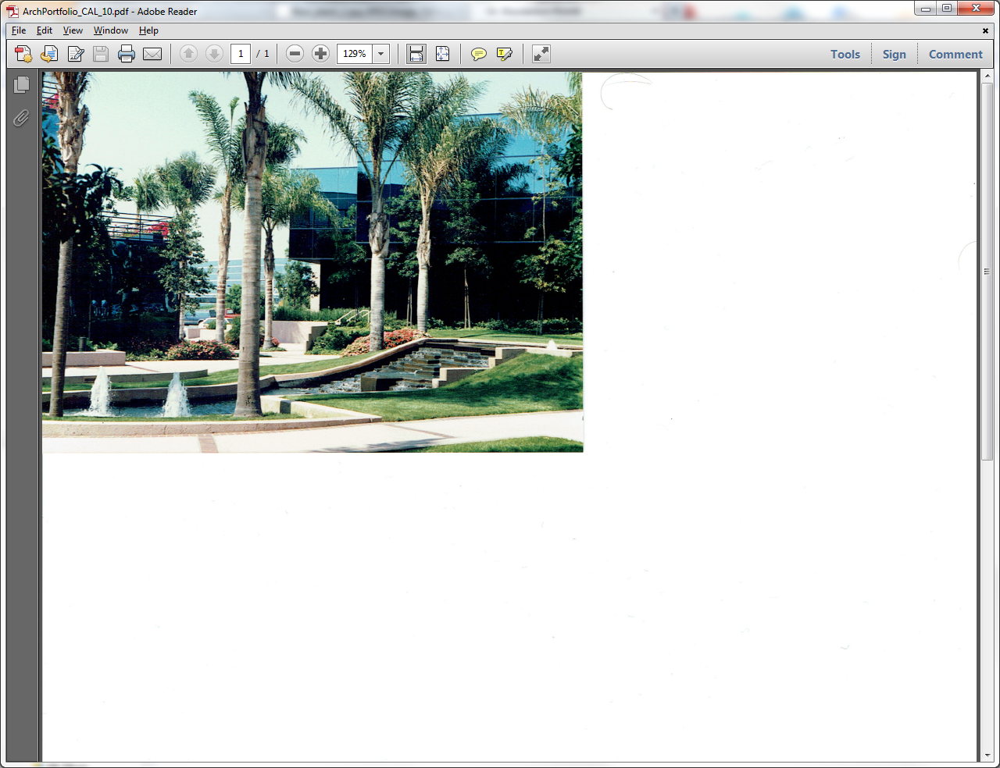 ArchPortfolio_CAL_10.pdf - Adobe Reader
File Edit View Window Help
1 / 1 129% Tools Sign Comment